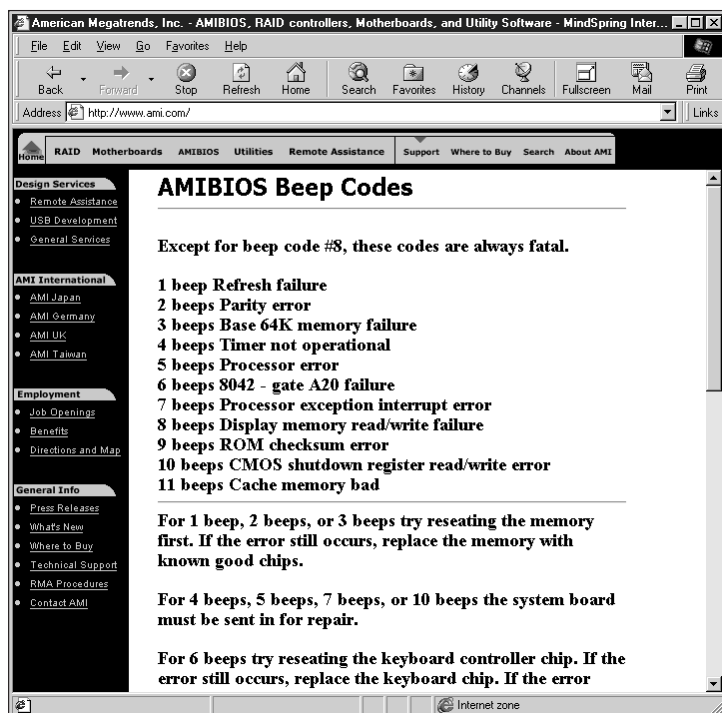 American Megatrends, Inc. - AMIBIOS, RAID controllers, Motherboards, and Utility Software - MindSpring Inter...
File Edit View Go Favorites Help
Back Forward Stop Refresh Home Search Favorites History Channels Fullscreen Mail Print
Address http://www.ami.com/ Links
Home RAID Motherboards AMIBIOS Utilities Remote Assistance Support Where to Buy Search About AMI
Design Services
• Remote Assistance
• USB Development
• General Services
AMI International
• AMI Japan
• AMI Germany
• AMI UK
• AMI Taiwan
Employment
• Job Openings
• Benefits
• Directions and Map
General Info
• Press Releases
• What's New
• Where to Buy
• Technical Support
• RMA Procedures
• Contact AMI
AMIBIOS Beep Codes
Except for beep code #8, these codes are always fatal.
1 beep Refresh failure
2 beeps Parity error
3 beeps Base 64K memory failure
4 beeps Timer not operational
5 beeps Processor error
6 beeps 8042 - gate A20 failure
7 beeps Processor exception interrupt error
8 beeps Display memory read/write failure
9 beeps ROM checksum error
10 beeps CMOS shutdown register read/write error
11 beeps Cache memory bad
For 1 beep, 2 beeps, or 3 beeps try reseating the memory
first. If the error still occurs, replace the memory with
known good chips.
For 4 beeps, 5 beeps, 7 beeps, or 10 beeps the system board
must be sent in for repair.
For 6 beeps try reseating the keyboard controller chip. If the
error still occurs, replace the keyboard chip. If the error
Internet zone